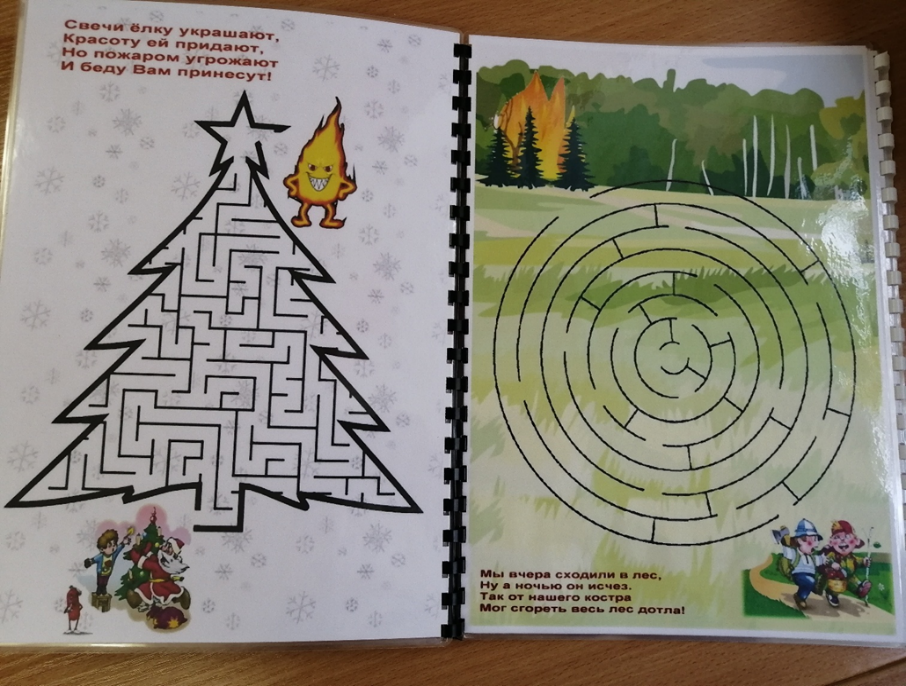 Свечи ёлку украшают,
Красоту ей придают,
Но пожаром угрожают
И беду Вам принесут!
Мы вчера сходили в лес,
Ну а ночью он исчез.
Так от нашего костра
Мог сгореть весь лес дотла!